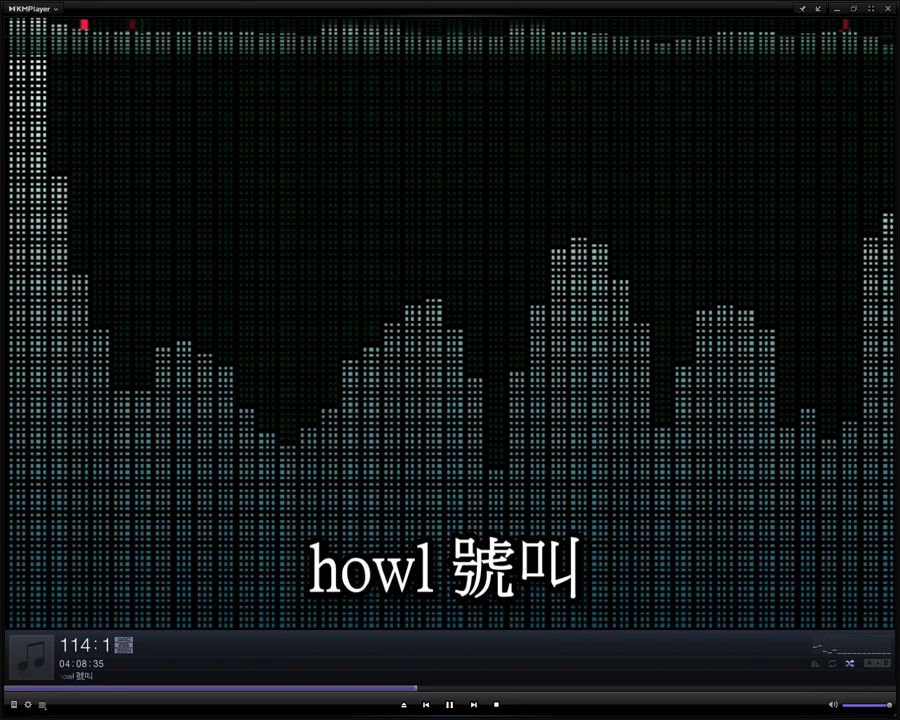 KMPlayer
howl 號叫
114:1
04:08:35
howl 號叫
A B